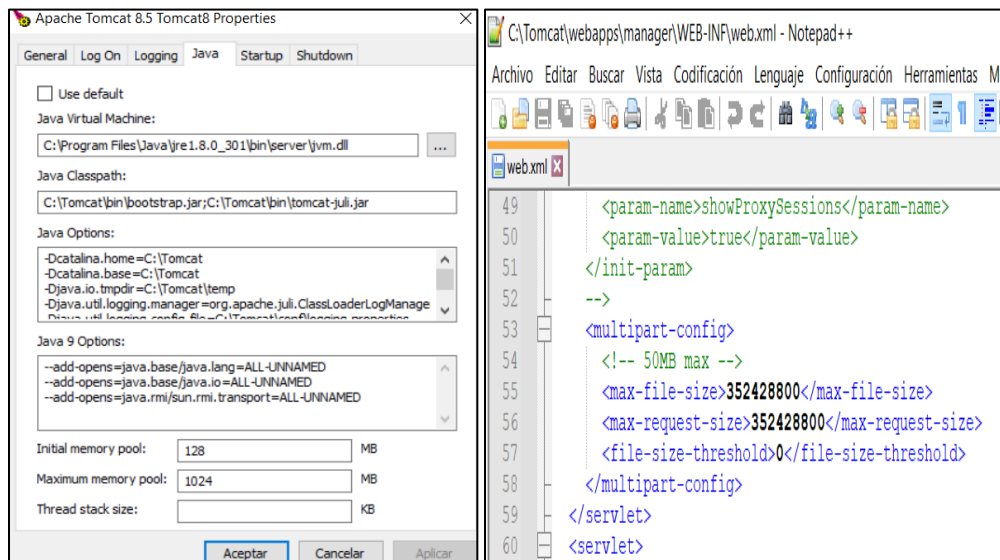 Apache Tomcat 8.5 Tomcat8 Properties
General Log On Logging Java Startup Shutdown
Use default
Java Virtual Machine:
C:\Program Files\Java\jre1.8.0_301\bin\server\jvm.dll
...
Java Classpath:
C:\Tomcat\bin\bootstrap.jar;C:\Tomcat\bin\tomcat-juli.jar
Java Options:
-Dcatalina.home=C:\Tomcat
-Dcatalina.base=C:\Tomcat
-Djava.io.tmpdir=C:\Tomcat\temp
-Djava.util.logging.manager=org.apache.juli.ClassLoaderLogManage
-Djava.util.logging.config.file=C:\Tomcat\conf\logging.properties
Java 9 Options:
--add-opens=java.base/java.lang=ALL-UNNAMED
--add-opens=java.base/java.io=ALL-UNNAMED
--add-opens=java.rmi/sun.rmi.transport=ALL-UNNAMED
Initial memory pool: 128 MB
Maximum memory pool: 1024 MB
Thread stack size: KB
Aceptar Cancelar Aplicar
C:\Tomcat\webapps\manager\WEB-INF\web.xml - Notepad++
Archivo Editar Buscar Vista Codificación Lenguaje Configuración Herramientas M
web.xml
49 <param-name>showProxySessions</param-name>
50 <param-value>true</param-value>
51 </init-param>
52 -->
53 <multipart-config>
54 <!-- 50MB max -->
55 <max-file-size>352428800</max-file-size>
56 <max-request-size>352428800</max-request-size>
57 <file-size-threshold>0</file-size-threshold>
58 </multipart-config>
59 </servlet>
60 <servlet>